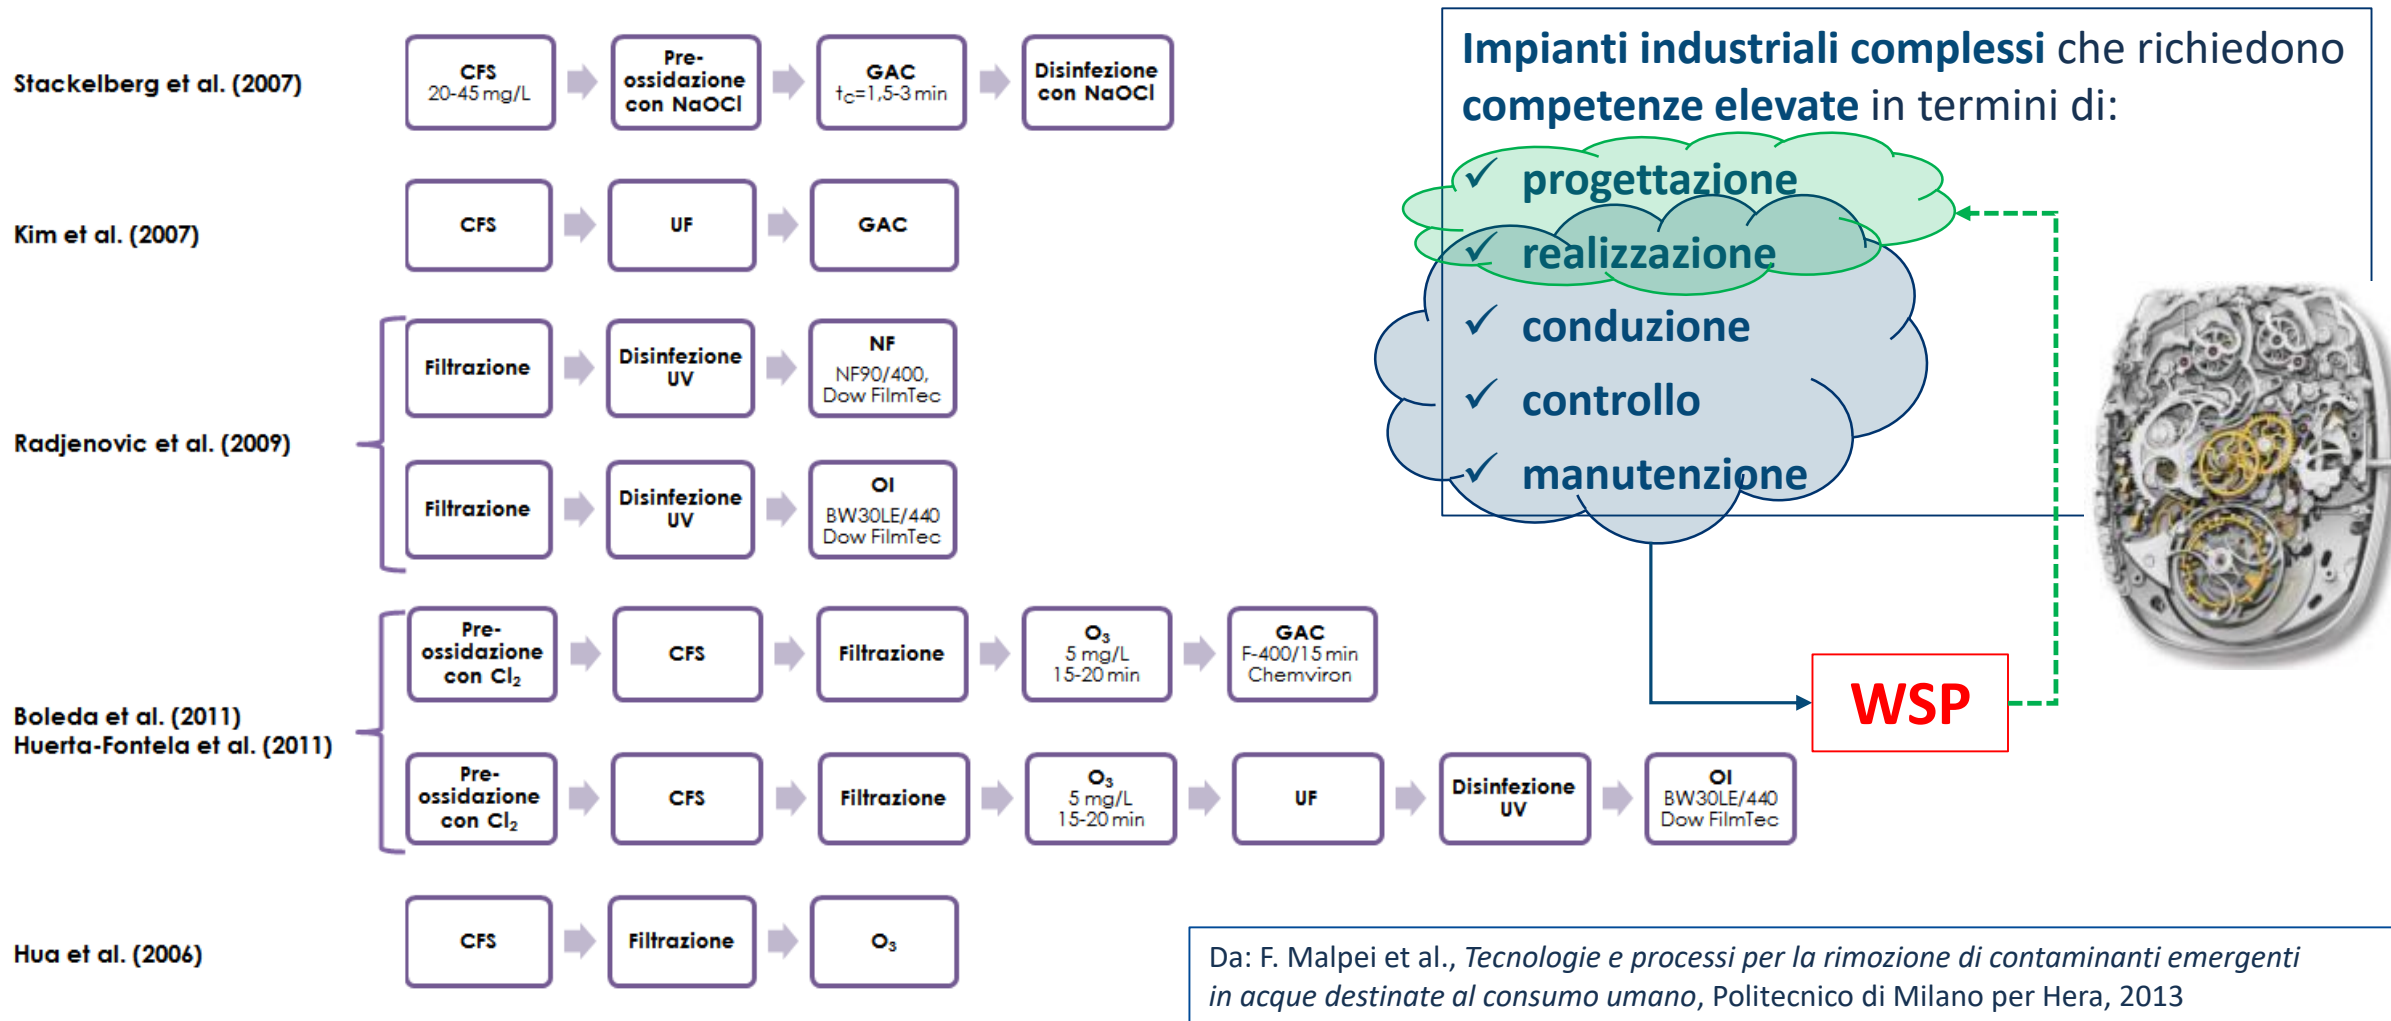 Stackelberg et al. (2007)
CFS
20-45 mg/L
Pre-
ossidazione
con NaOCl
GAC
t_C=1,5-3 min
Disinfezione
con NaOCl
Kim et al. (2007)
CFS
UF
GAC
Radjenovic et al. (2009)
Filtrazione
Disinfezione
UV
NF
NF90/400,
Dow FilmTec
Filtrazione
Disinfezione
UV
OI
BW30LE/440
Dow FilmTec
Boleda et al. (2011)
Huerta-Fontela et al. (2011)
Pre-
ossidazione
con Cl₂
CFS
Filtrazione
O₃
5 mg/L
15-20 min
GAC
F-400/15 min
Chemviron
Pre-
ossidazione
con Cl₂
CFS
Filtrazione
O₃
5 mg/L
15-20 min
UF
Disinfezione
UV
OI
BW30LE/440
Dow FilmTec
Hua et al. (2006)
CFS
Filtrazione
O₃
Impianti industriali complessi che richiedono
competenze elevate in termini di:
✓ progettazione
✓ realizzazione
✓ conduzione
✓ controllo
✓ manutenzione
WSP
Da: F. Malpei et al., Tecnologie e processi per la rimozione di contaminanti emergenti
in acque destinate al consumo umano, Politecnico di Milano per Hera, 2013